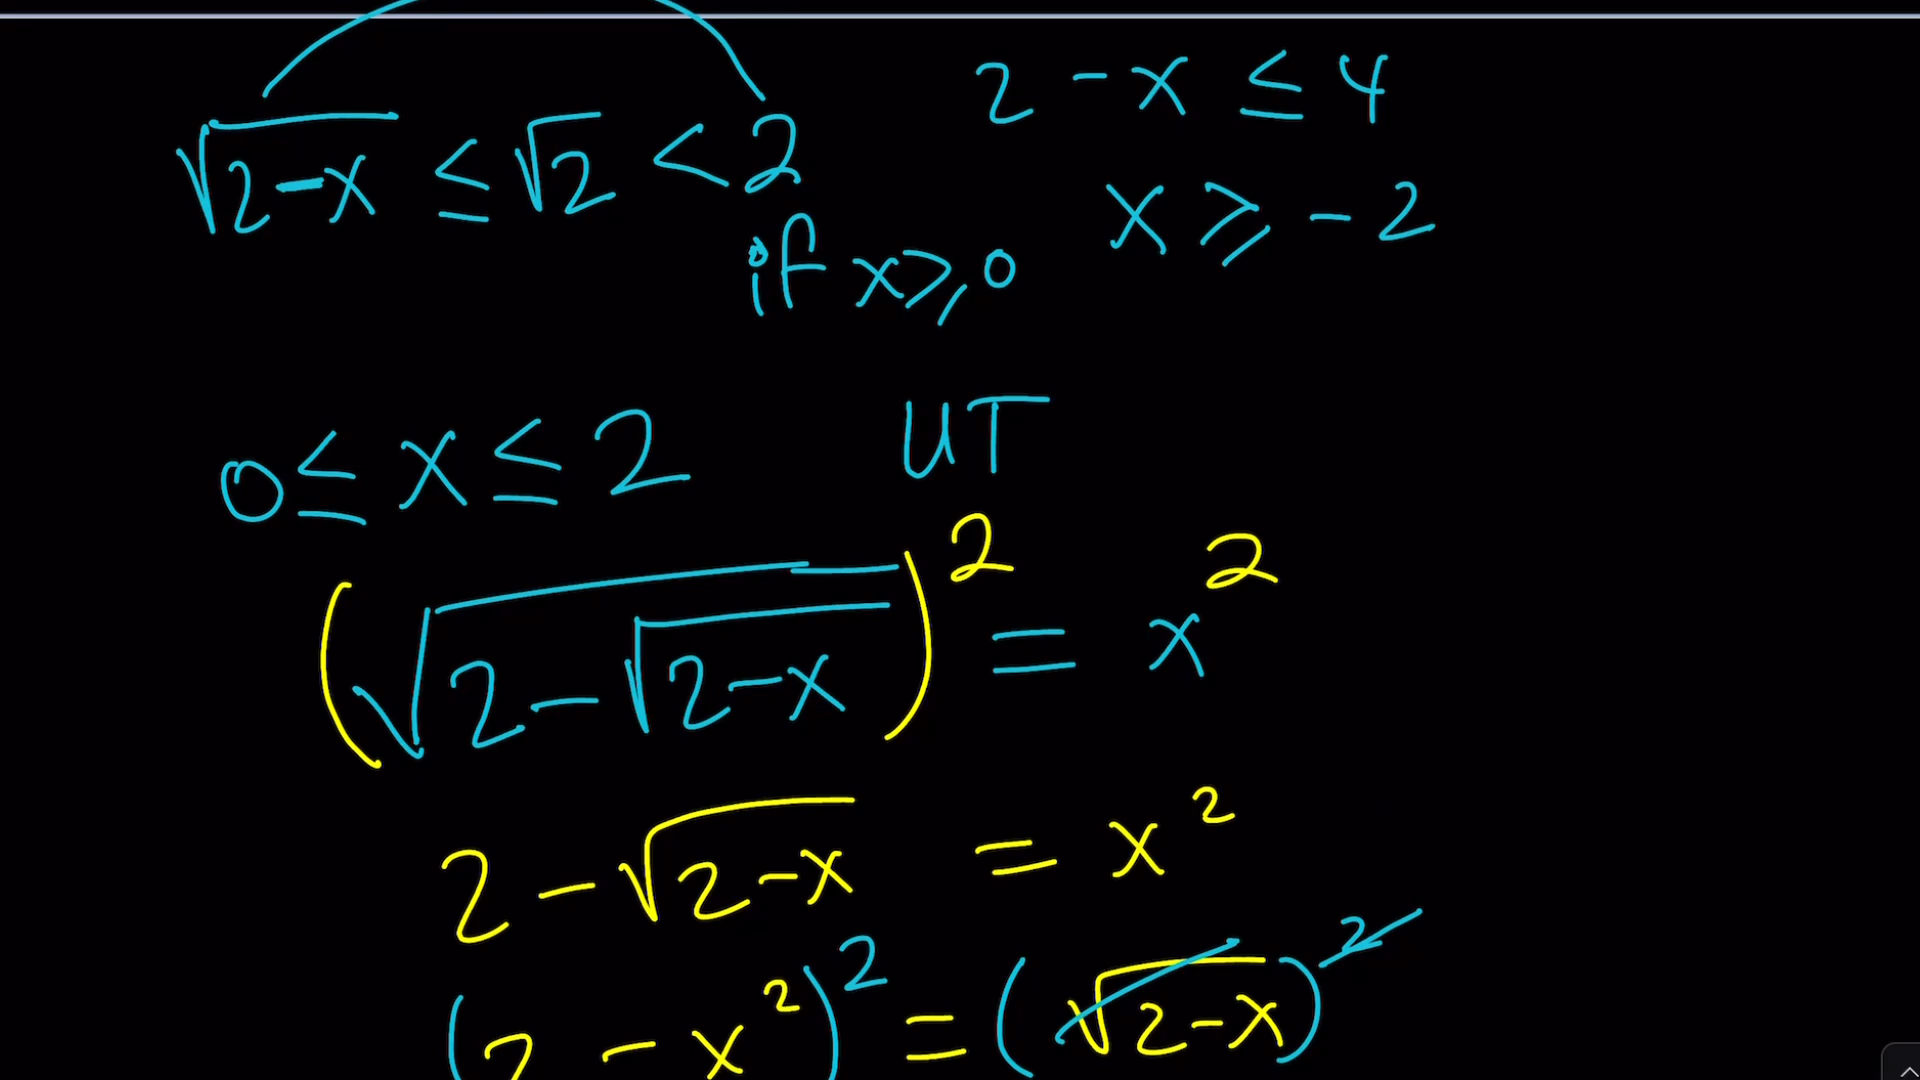 √(2-x) ≤ √2 < 2
if x ≥ 0
2 - x ≤ 4
x ≥ -2
0 ≤ x ≤ 2
UT
(√(2-√(2-x)))² = x²
2 - √(2-x) = x²
(2 - x²)² = (√(2-x))²